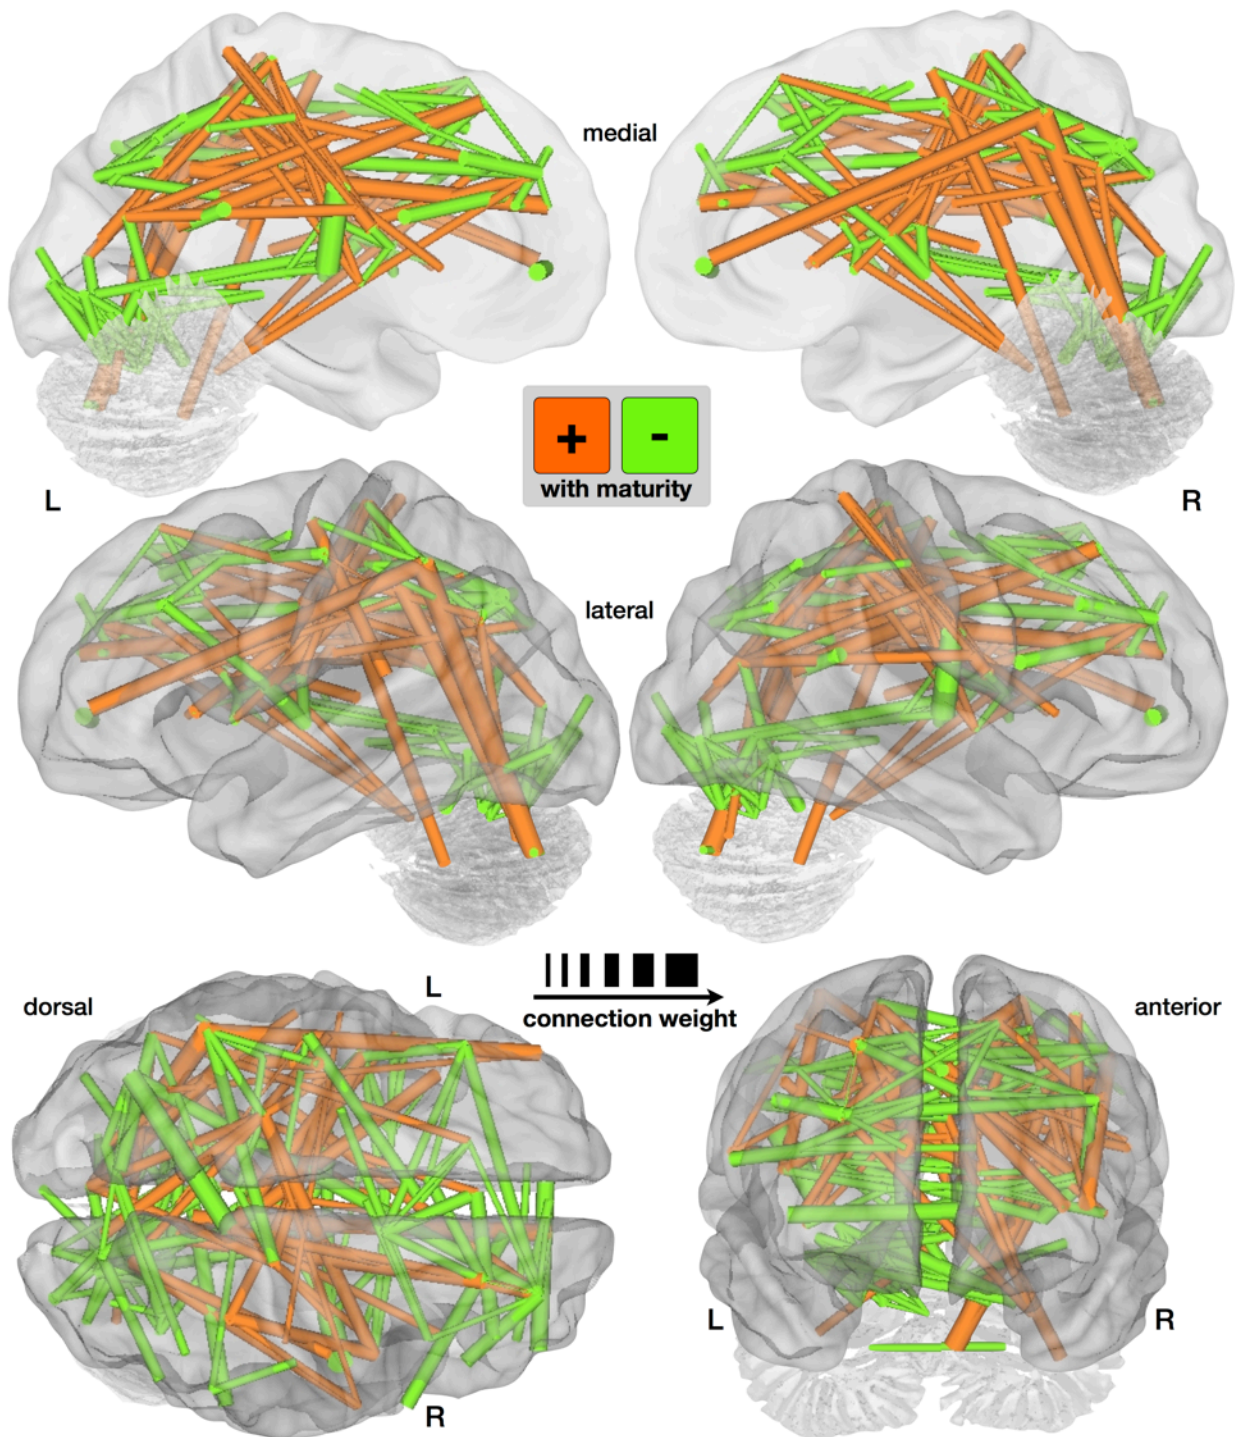 medial
+ -
with maturity
L
R
lateral
L
dorsal
connection weight
anterior
L
R
R